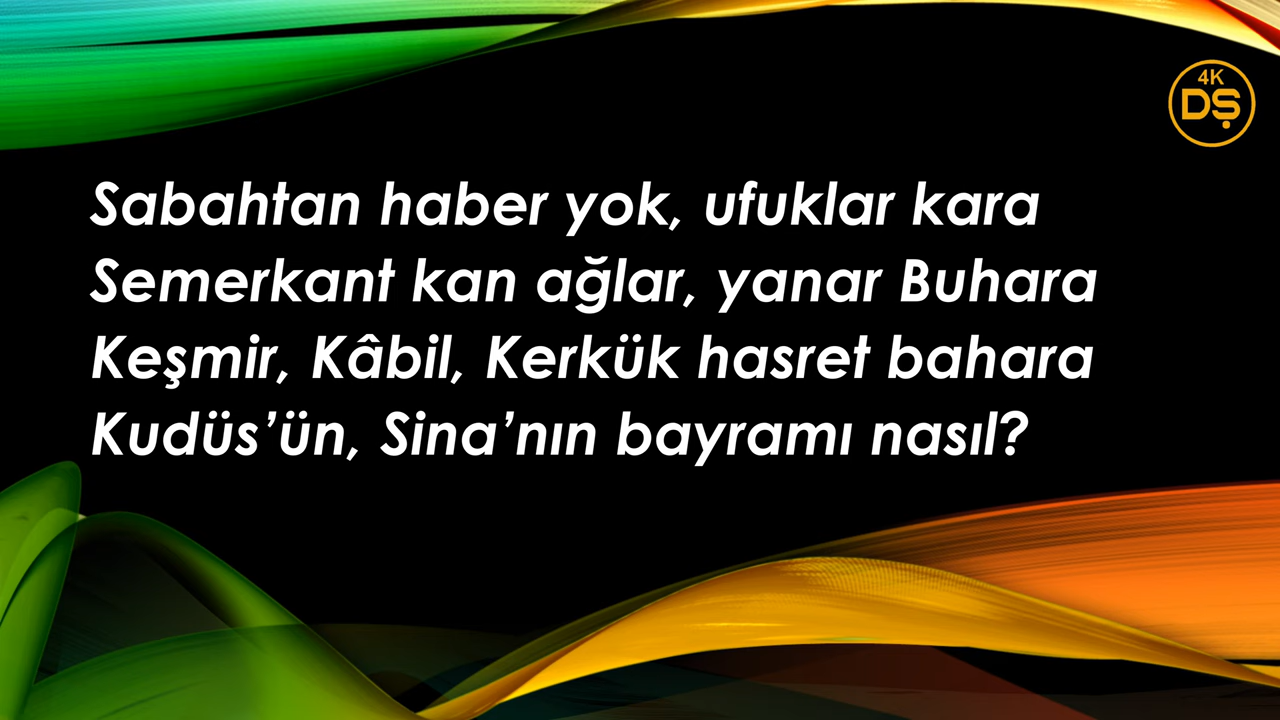 4K
DŞ
Sabahtan haber yok, ufuklar kara
Semerkant kan ağlar, yanar Buhara
Keşmir, Kâbil, Kerkük hasret bahara
Kudüs’ün, Sina’nın bayramı nasıl?